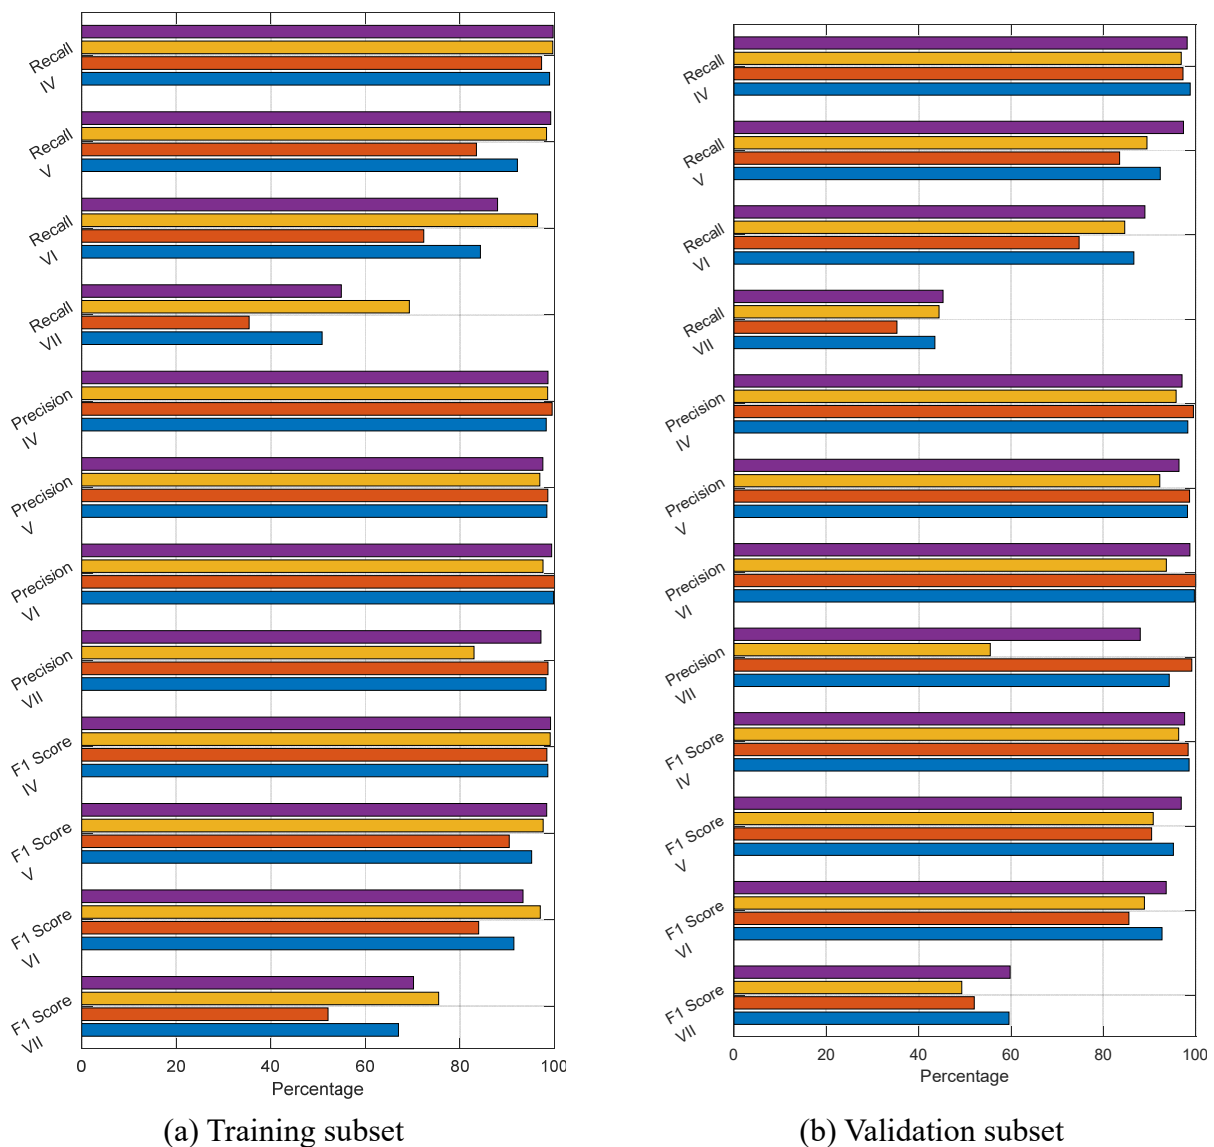 Recall
IV
Recall
V
Recall
VI
Recall
VII
Precision
IV
Precision
V
Precision
VI
Precision
VII
F1 Score
IV
F1 Score
V
F1 Score
VI
F1 Score
VII
0 20 40 60 80 100
Percentage
(a) Training subset
Recall
IV
Recall
V
Recall
VI
Recall
VII
Precision
IV
Precision
V
Precision
VI
Precision
VII
F1 Score
IV
F1 Score
V
F1 Score
VI
F1 Score
VII
0 20 40 60 80 100
Percentage
(b) Validation subset